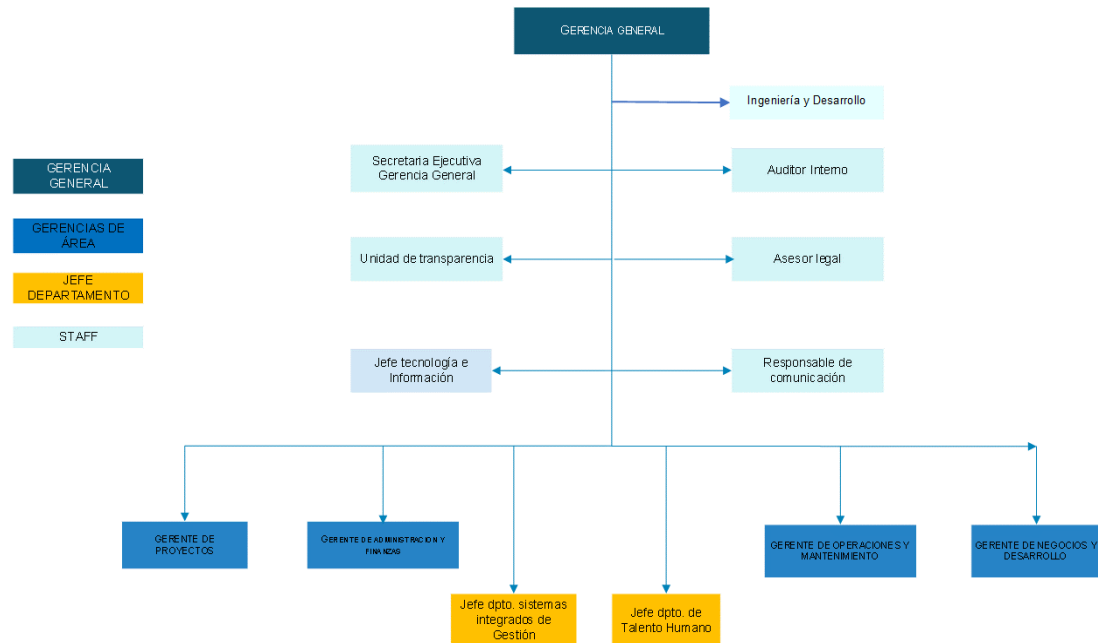 GERENCIA GENERAL
Ingeniería y Desarrollo
GERENCIA
GENERAL
Secretaria Ejecutiva
Gerencia General
Auditor Interno
GERENCIAS DE
ÁREA
Unidad de transparencia
Asesor legal
JEFE
DEPARTAMENTO
STAFF
Jefe tecnología e
Información
Responsable de
comunicación
GERENTE DE
PROYECTOS
GERENTE DE ADMINISTRACION Y
FINANZAS
GERENTE DE OPERACIONES Y
MANTENIMIENTO
GERENTE DE NEGOCIOS Y
DESARROLLO
Jefe dpto. sistemas
integrados de
Gestión
Jefe dpto. de
Talento Humano